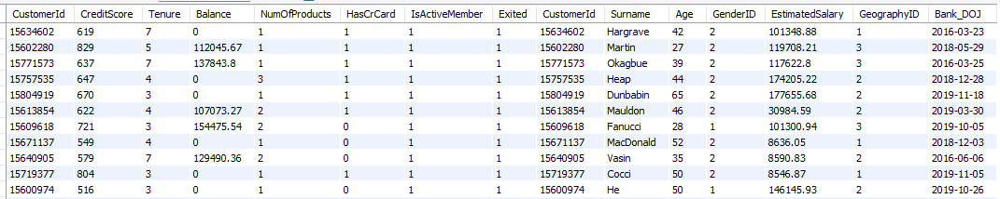 CustomerId CreditScore Tenure Balance NumOfProducts HasCrCard IsActiveMember Exited CustomerId Surname Age GenderID EstimatedSalary GeographyID Bank_DOJ
15634602 619 7 0 1 1 1 1 15634602 Hargrave 42 2 101348.88 1 2016-03-23
15602280 829 5 112045.67 1 1 1 1 15602280 Martin 27 2 119708.21 3 2018-05-29
15771573 637 7 137843.8 1 1 1 1 15771573 Okagbue 39 2 117622.8 3 2016-03-25
15757535 647 4 0 3 1 1 1 15757535 Heap 44 2 174205.22 2 2018-12-28
15804919 670 3 0 1 1 1 1 15804919 Dunbabin 65 2 177655.68 2 2019-11-18
15613854 622 4 107073.27 2 1 1 1 15613854 Mauldon 46 2 30984.59 2 2019-03-30
15609618 721 3 154475.54 2 0 1 1 15609618 Fanucci 28 1 101300.94 3 2019-10-05
15671137 549 4 0 1 0 1 1 15671137 MacDonald 52 2 8636.05 1 2018-12-03
15640905 579 7 129490.36 2 0 1 1 15640905 Vasin 35 2 8590.83 2 2016-06-06
15719377 804 3 0 1 1 1 1 15719377 Cocci 50 2 8546.87 1 2019-11-05
15600974 516 3 0 1 0 1 1 15600974 He 50 1 146145.93 2 2019-10-26